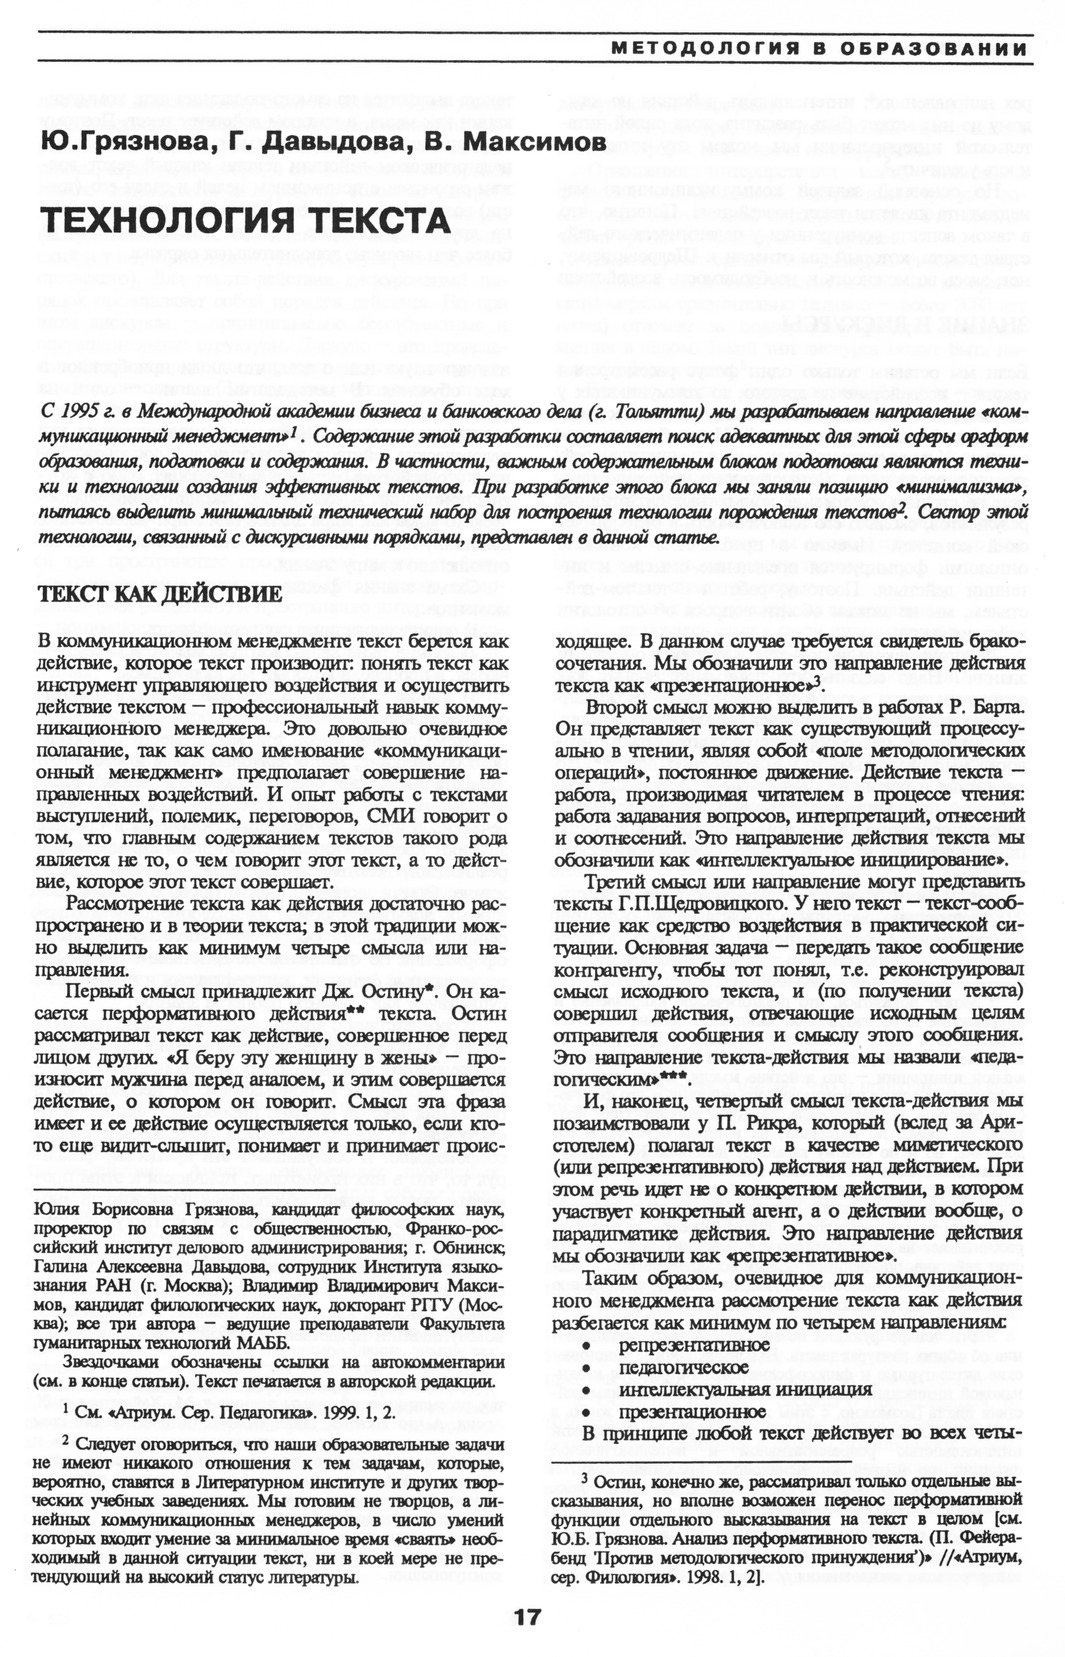 МЕТОДОЛОГИЯ В ОБРАЗОВАНИИ
Ю.Грязнова, Г. Давыдова, В. Максимов
ТЕХНОЛОГИЯ ТЕКСТА
С 1995 г. в Международной академии бизнеса и банковского дела (г. Тольятти) мы разрабатываем направление «ком-
муникационный менеджмент»1. Содержание этой разработки составляет поиск адекватных для этой сферы оргформ
образования, подготовки и содержания. В частности, важным содержательным блоком подготовки являются техни-
ки и технологии создания эффективных текстов. При разработке этого блока мы заняли позицию «минимализма»,
пытаясь выделить минимальный технический набор для построения технологии порождения текстов2. Сектор этой
технологии, связанный с дискурсивными порядками, представлен в данной статье.
ТЕКСТ КАК ДЕЙСТВИЕ
В коммуникационном менеджменте текст берется как
действие, которое текст производит: понять текст как
инструмент управляющего воздействия и осуществить
действие текстом — профессиональный навык комму-
никационного менеджера. Это довольно очевидное
полагание, так как само именование «коммуникаци-
онный менеджмент» предполагает совершение на-
правленных воздействий. И опыт работы с текстами
выступлений, полемик, переговоров, СМИ говорит о
том, что главным содержанием текстов такого рода
является не то, о чем говорит этот текст, а то дейст-
вие, которое этот текст совершает.
Рассмотрение текста как действия достаточно рас-
пространено и в теории текста; в этой традиции мож-
но выделить как минимум четыре смысла или на-
правления.
Первый смысл принадлежит Дж. Остину*. Он ка-
сается перформативного действия** текста. Остин
рассматривал текст как действие, совершенное перед
лицом других. «Я беру эту женщину в жены» — про-
износит мужчина перед аналоем, и этим совершается
действие, о котором он говорит. Смысл эта фраза
имеет и ее действие осуществляется только, если кто-
то еще видит-слышит, понимает и принимает проис-
Юлия Борисовна Грязнова, кандидат философских наук,
проректор по связям с общественностью, Франко-рос-
сийский институт делового администрирования; г. Обнинск;
Галина Алексеевна Давыдова, сотрудник Института языко-
знания РАН (г. Москва); Владимир Владимирович Макси-
мов, кандидат филологических наук, докторант РГГУ (Мос-
ква); все три автора — ведущие преподаватели Факультета
гуманитарных технологий МАББ.
Звездочками обозначены ссылки на автокомментарии
(см. в конце статьи). Текст печатается в авторской редакции.
1 См. «Атриум. Сер. Педагогика». 1999. 1, 2.
2 Следует оговориться, что наши образовательные задачи
не имеют никакого отношения к тем задачам, которые,
вероятно, ставятся в Литературном институте и других твор-
ческих учебных заведениях. Мы готовим не творцов, а ли-
нейных коммуникационных менеджеров, в число умений
которых входит умение за минимальное время «сваять» необ-
ходимый в данной ситуации текст, ни в коей мере не пре-
тендующий на высокий статус литературы.
ходящее. В данном случае требуется свидетель брако-
сочетания. Мы обозначили это направление действия
текста как «презентационное»3.
Второй смысл можно выделить в работах Р. Барта.
Он представляет текст как существующий процессу-
ально в чтении, являя собой «поле методологических
операций», постоянное движение. Действие текста —
работа, производимая читателем в процессе чтения:
работа задавания вопросов, интерпретаций, отнесений
и соотнесений. Это направление действия текста мы
обозначили как «интеллектуальное инициирование».
Третий смысл или направление могут представить
тексты Г.П.Щедровицкого. У него текст — текст-сооб-
щение как средство воздействия в практической си-
туации. Основная задача — передать такое сообщение
контрагенту, чтобы тот понял, т.е. реконструировал
смысл исходного текста, и (по получении текста)
совершил действия, отвечающие исходным целям
отправителя сообщения и смыслу этого сообщения.
Это направление текста-действия мы назвали «педа-
гогическим»***.
И, наконец, четвертый смысл текста-действия мы
позаимствовали у П. Рикра, который (вслед за Ари-
стотелем) полагал текст в качестве миметического
(или репрезентативного) действия над действием. При
этом речь идет не о конкретном действии, в котором
участвует конкретный агент, а о действии вообще, о
парадигматике действия. Это направление действия
мы обозначили как «репрезентативное».
Таким образом, очевидное для коммуникацион-
ного менеджмента рассмотрение текста как действия
разбегается как минимум по четырем направлениям:
• репрезентативное
• педагогическое
• интеллектуальная инициация
• презентационное
В принципе любой текст действует во всех четы-
3 Остин, конечно же, рассматривал только отдельные вы-
сказывания, но вполне возможен перенос перформативной
функции отдельного высказывания на текст в целом [см.
Ю.Б. Грязнова. Анализ перформативного текста. (П. Фейера-
бенд 'Против методологического принуждения')» //«Атриум,
сер. Филология». 1998. 1, 2].
17